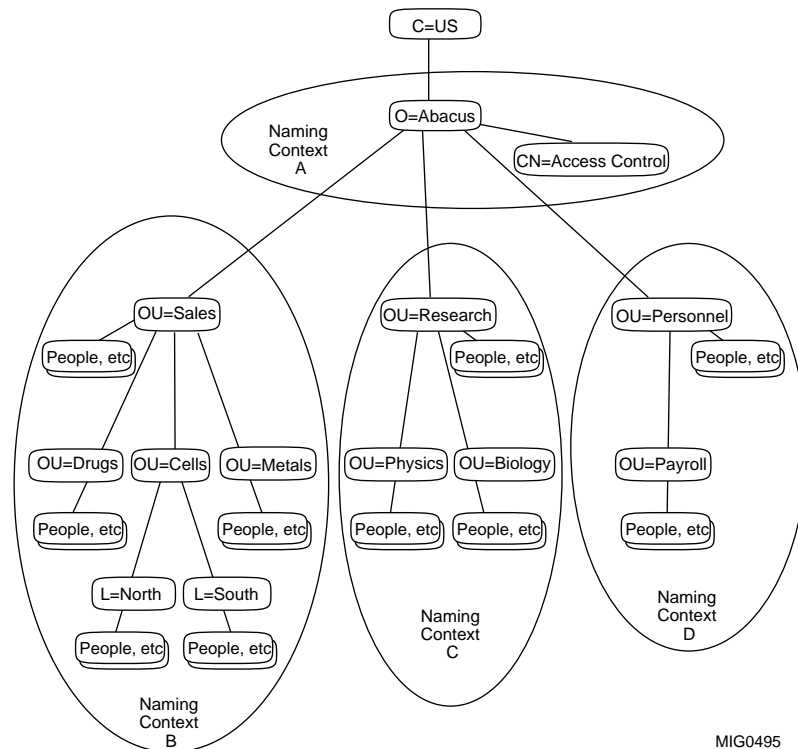 C=US
O=Abacus
Naming
Context
A
CN=Access Control
OU=Sales
OU=Research
OU=Personnel
People, etc
People, etc
People, etc
OU=Drugs
OU=Cells
OU=Metals
OU=Physics
OU=Biology
OU=Payroll
People, etc
People, etc
People, etc
People, etc
People, etc
L=North
L=South
Naming
Context
C
Naming
Context
D
People, etc
People, etc
Naming
Context
B
MIG0495